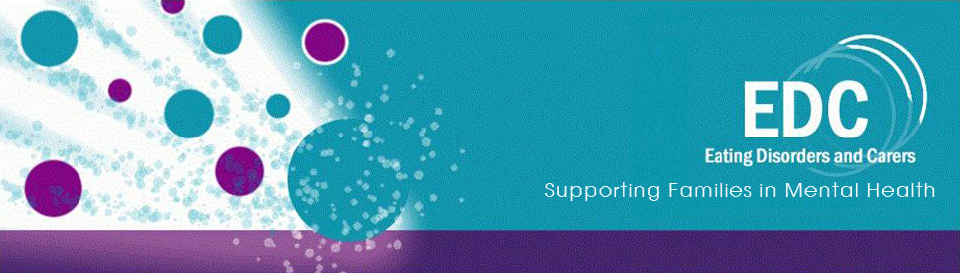 EDC
Eating Disorders and Carers
Supporting Families in Mental Health